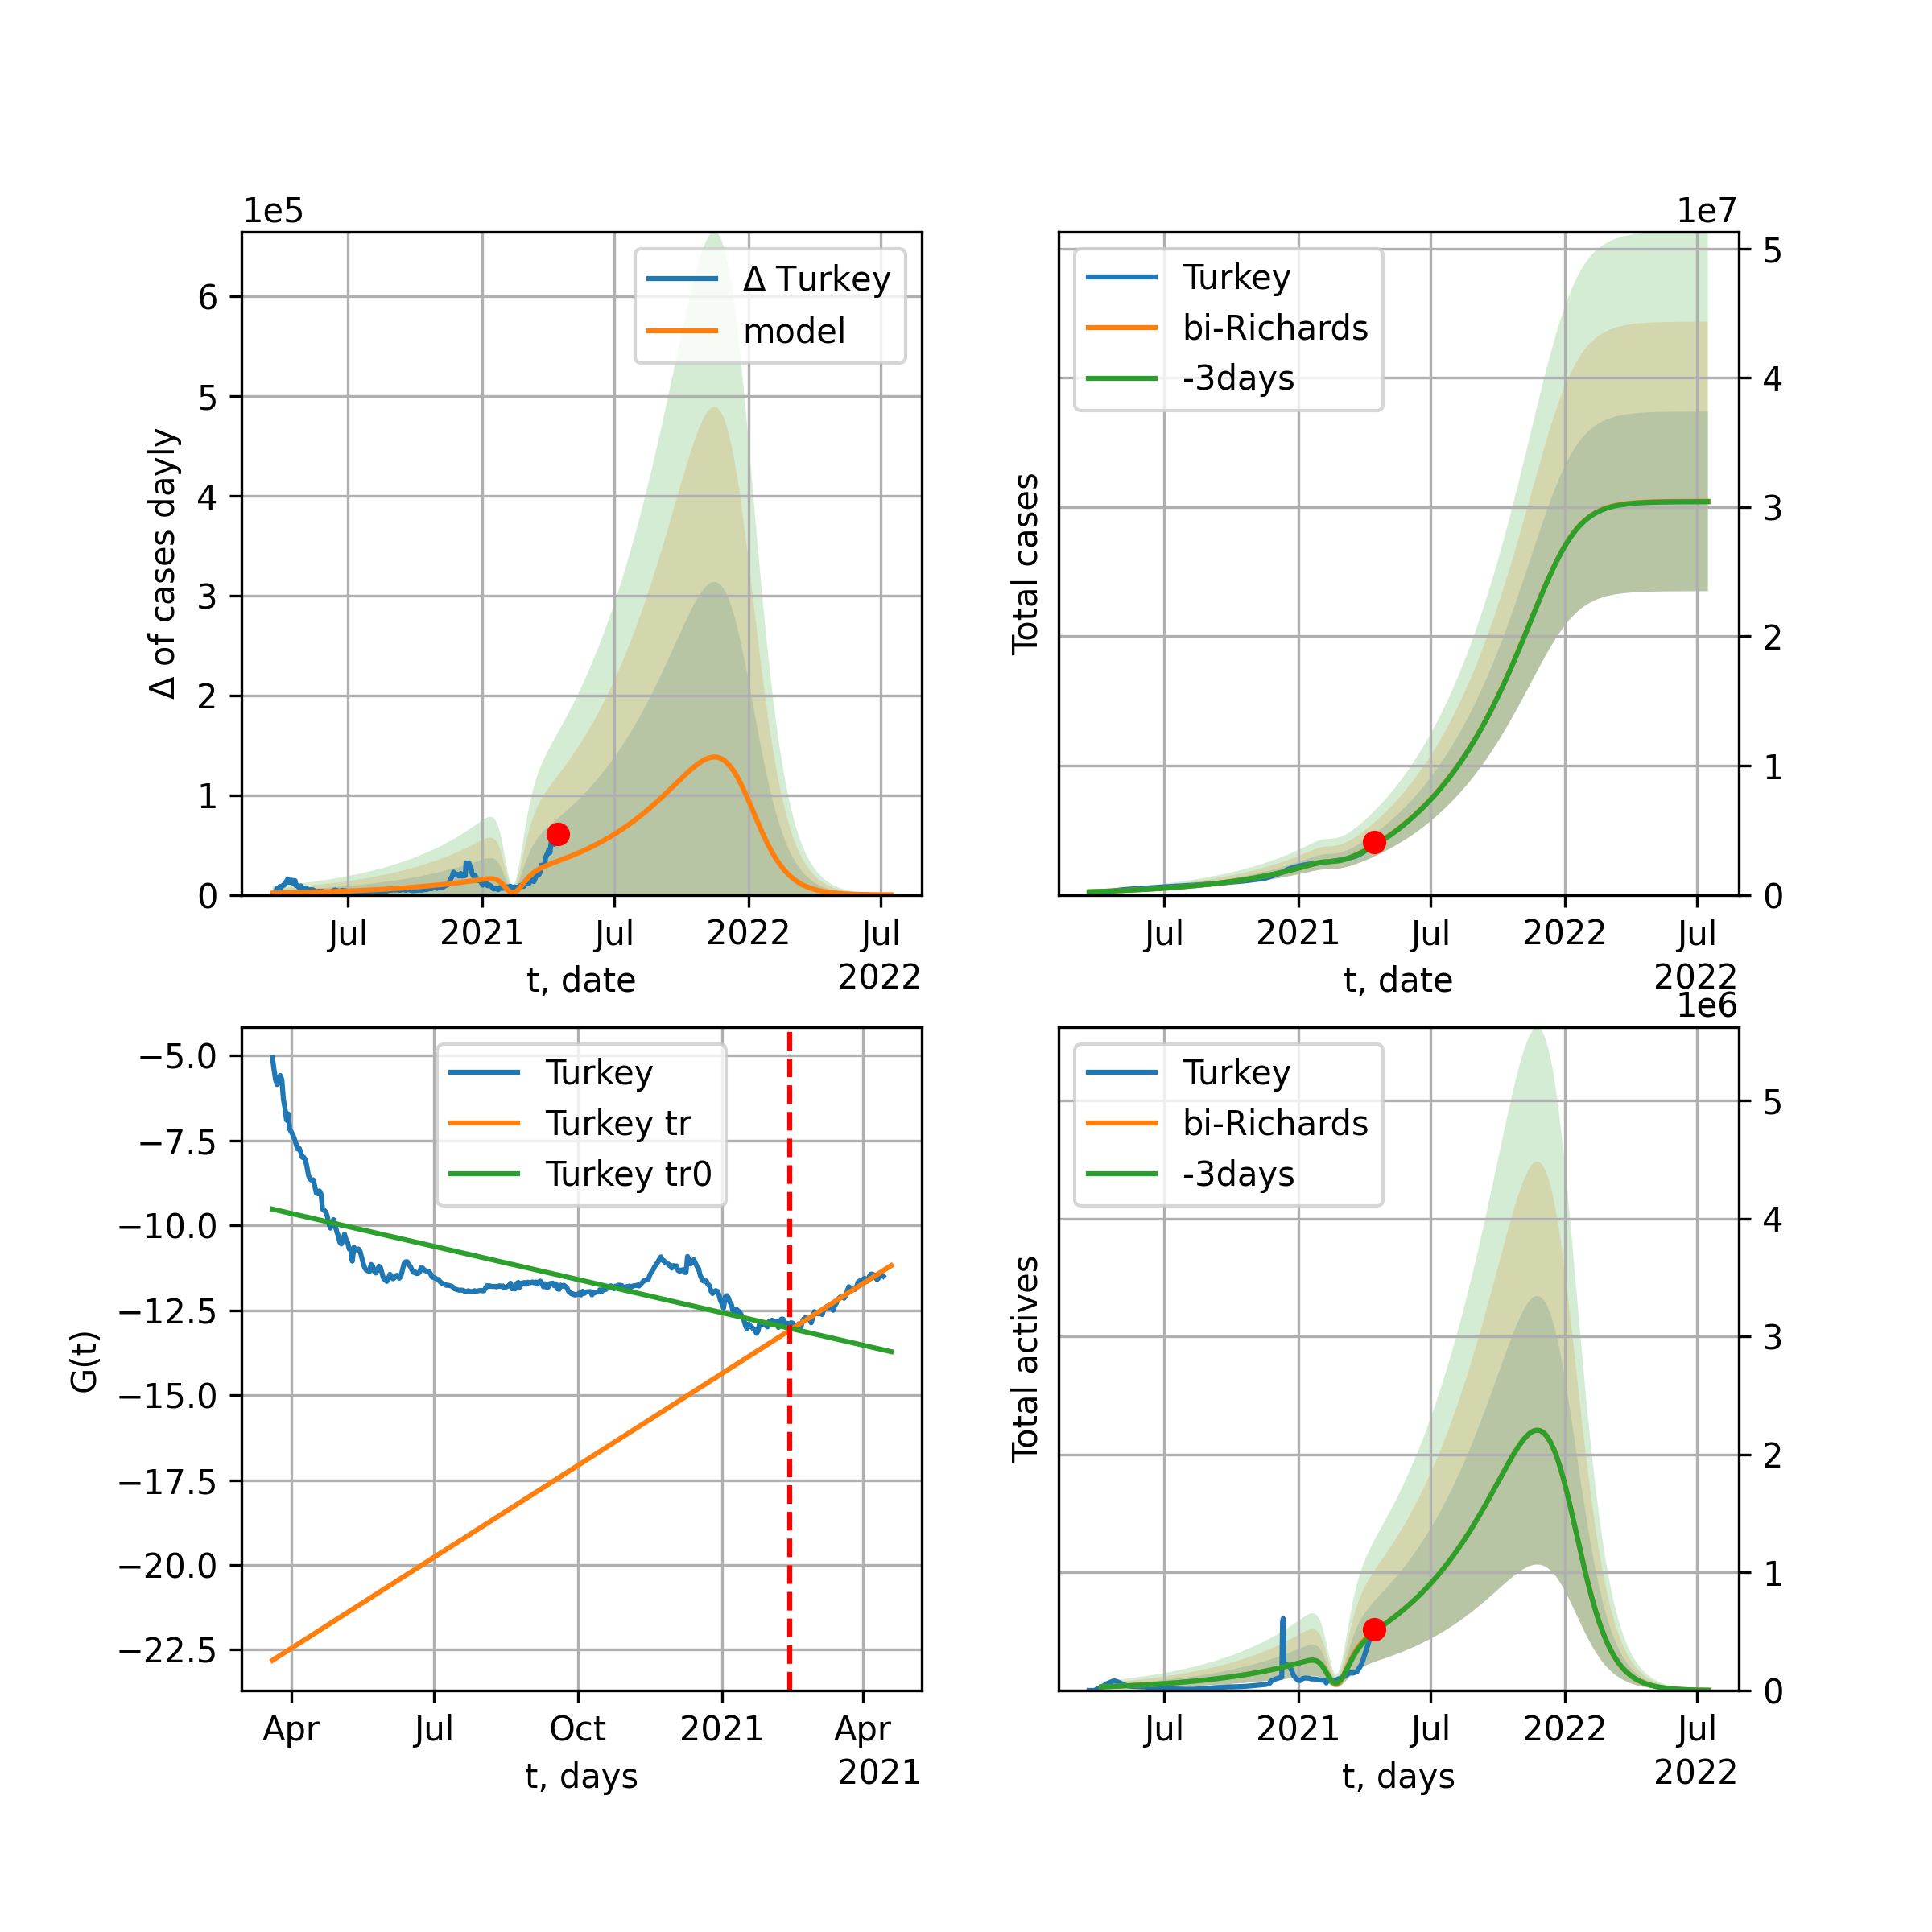 1e5
Δ of cases dayly
6
5
4
3
2
1
0
Δ Turkey
model
Jul
2021
Jul
2022
Jul
2022
t, date
1e7
Total cases
Turkey
bi-Richards
-3days
5
4
3
2
1
0
Jul
2021
Jul
2022
Jul
2022
t, date
G(t)
−5.0
−7.5
−10.0
−12.5
−15.0
−17.5
−20.0
−22.5
Turkey
Turkey tr
Turkey tr0
Apr
Jul
Oct
2021
Apr
2021
t, days
1e6
Total actives
Turkey
bi-Richards
-3days
5
4
3
2
1
0
Jul
2021
Jul
2022
Jul
2022
t, days